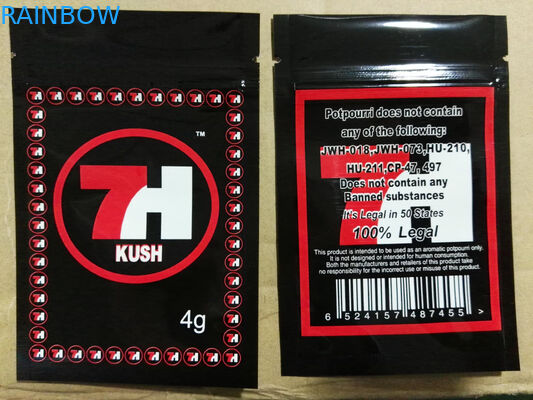 RAINBOW
7H
™
KUSH
4g
Potpourri does not contain
any of the following:
JWH-018, JWH-073,HU-210,
HU-211,CP-47, 497
Does not contain any
Banned substances
It's Legal in 50 States
100% Legal
This product is intended to be used as an aromatic potpourri only.
It is not designed or intended for human consumption.
Both the manufacturers and retailers of this product take
no responsibility for the incorrect use or misuse of this product.
6 524157 487455 >